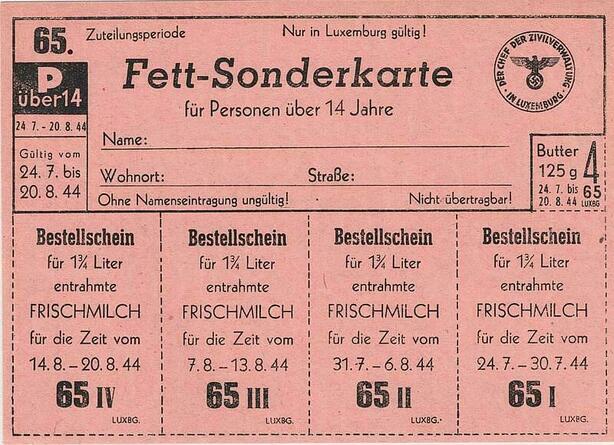 65. Zuteilungsperiode Nur in Luxemburg gültig!
P
über 14
24 7. - 20. 8. 44
Gültig vom
24. 7. bis
20. 8. 44
Fett-Sonderkarte
für Personen über 14 Jahre
Name:
Wohnort: Straße:
Ohne Namenseintragung ungültig! Nicht übertragbar!
DER CHEF DER ZIVILVERWALTUNG
· IN LUXEMBURG ·
Butter
125 g 4
24. 7. bis 65
20. 8. 44 LUXBG
Bestellschein
für 1¾ Liter
entrahmte
FRISCHMILCH
für die Zeit vom
14. 8. - 20. 8. 44
65 IV
LUXBG.
Bestellschein
für 1¾ Liter
entrahmte
FRISCHMILCH
für die Zeit vom
7. 8. - 13. 8. 44
65 III
LUXBG.
Bestellschein
für 1¾ Liter
entrahmte
FRISCHMILCH
für die Zeit vom
31. 7. - 6. 8. 44
65 II
LUXBG.
Bestellschein
für 1¾ Liter
entrahmte
FRISCHMILCH
für die Zeit vom
24. 7. - 30. 7. 44
65 I
LUXBG.